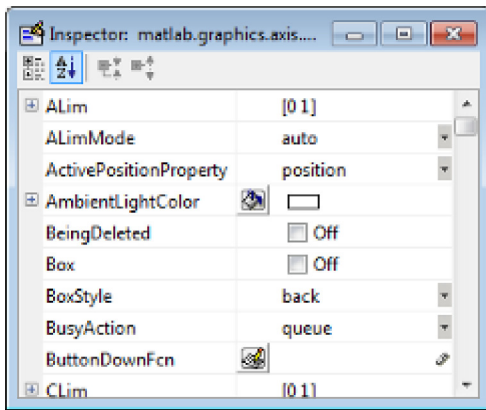 Inspector: matlab.graphics.axis....
ALim [0 1]
ALimMode auto
ActivePositionProperty position
AmbientLightColor
BeingDeleted Off
Box Off
BoxStyle back
BusyAction queue
ButtonDownFcn
CLim [0 1]